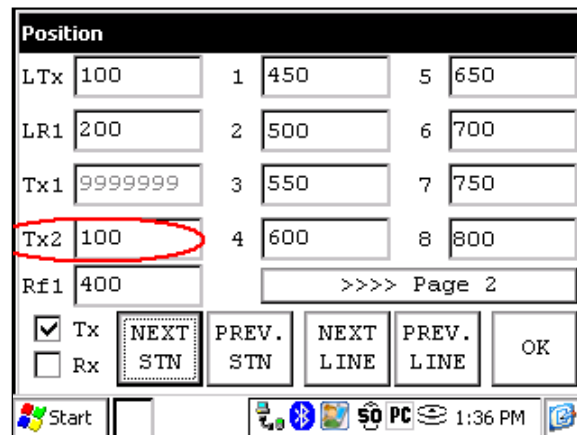 Position
LTx 100 1 450 5 650
LR1 200 2 500 6 700
Tx1 9999999 3 550 7 750
Tx2 100 4 600 8 800
Rf1 400 >>>> Page 2
Tx NEXT STN PREV. STN NEXT LINE PREV. LINE OK
Rx
Start 50 PC 1:36 PM